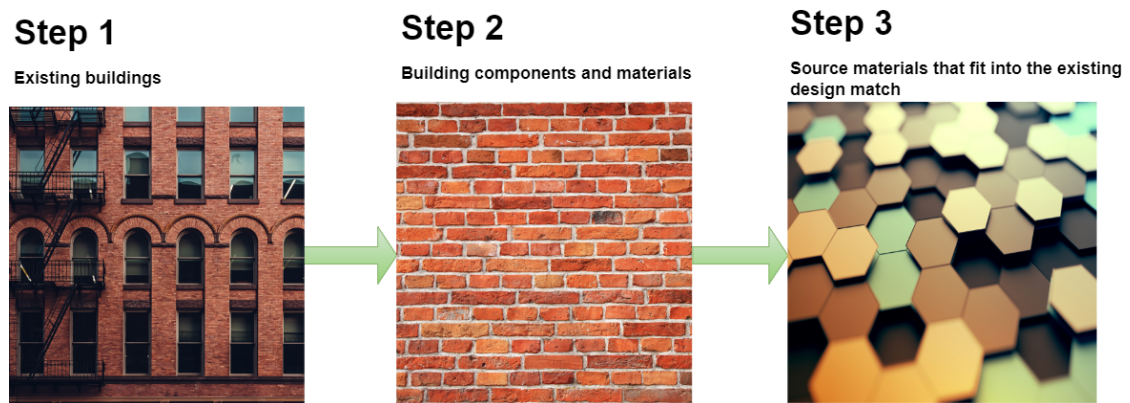 Step 1
Existing buildings
Step 2
Building components and materials
Step 3
Source materials that fit into the existing
design match